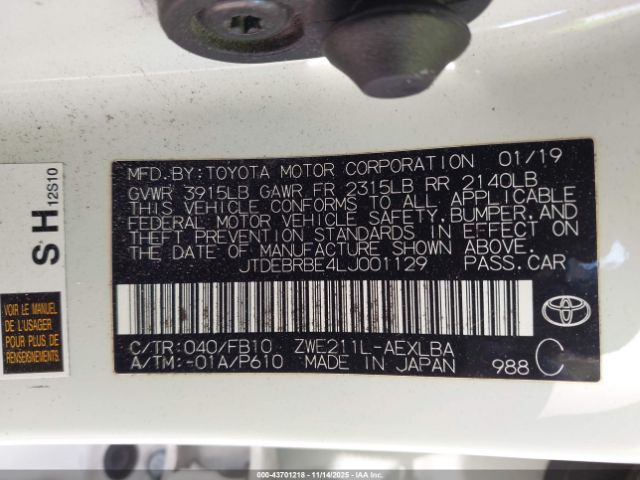 MFD.BY:TOYOTA MOTOR CORPORATION 01/19
GVWR 3915LB GAWR FR 2315LB RR 2140LB
THIS VEHICLE CONFORMS TO ALL APPLICABLE
FEDERAL MOTOR VEHICLE SAFETY,BUMPER,AND
THEFT PREVENTION STANDARDS IN EFFECT ON
THE DATE OF MANUFACTURE SHOWN ABOVE.
JTDEBRBE4LJ001129 PASS.CAR
C/TR:040/FB10 ZWE211L-AEXLBA
A/TM:-01A/P610 MADE IN JAPAN 988 C
TOYOTA
S H
12S10
VOIR LE MANUEL
DE L'USAGER
POUR PLUS DE
RENSEIGNEMENTS.
000-43701218 - 11/14/2025 - IAAI.COM